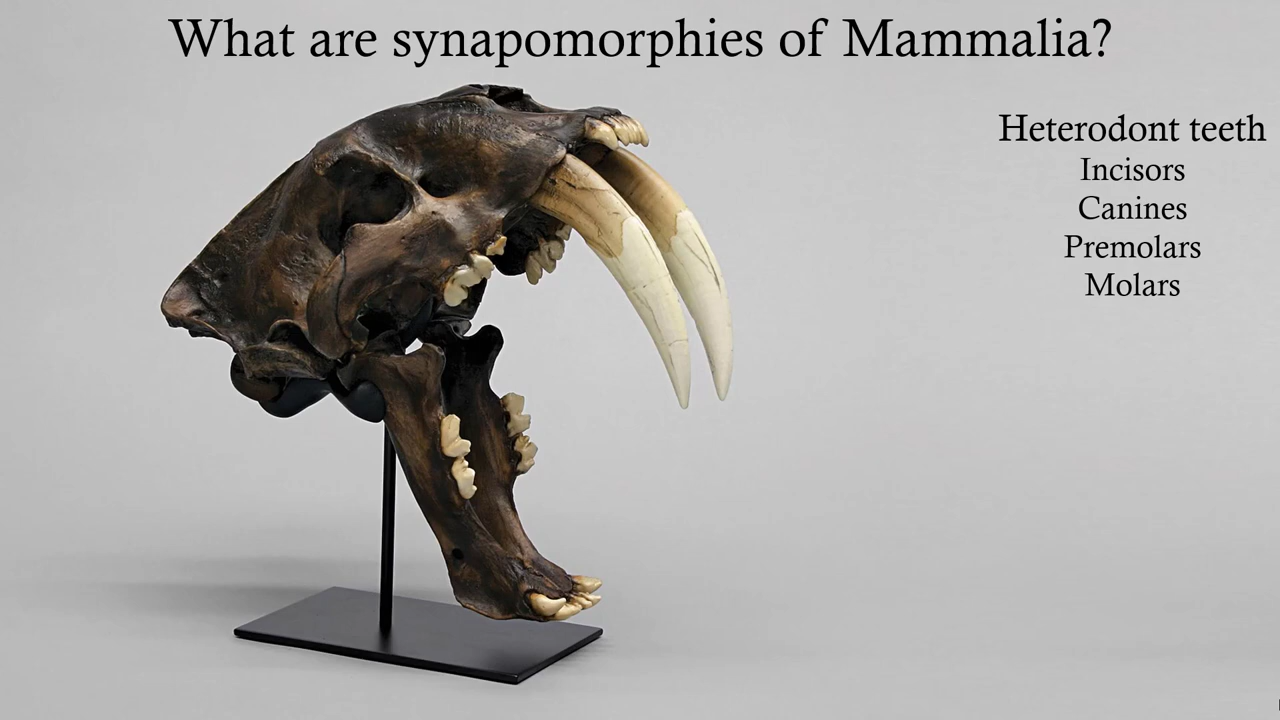 What are synapomorphies of Mammalia?
Heterodont teeth
Incisors
Canines
Premolars
Molars